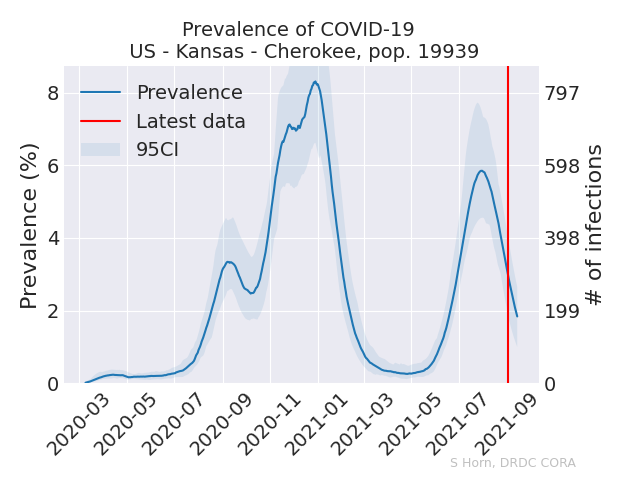 Prevalence of COVID-19
US - Kansas - Cherokee, pop. 19939
Prevalence
Latest data
95CI
Prevalence (%)
8
6
4
2
0
797
598
398
199
0
# of infections
2020-03
2020-05
2020-07
2020-09
2020-11
2021-01
2021-03
2021-05
2021-07
2021-09
S Horn, DRDC CORA